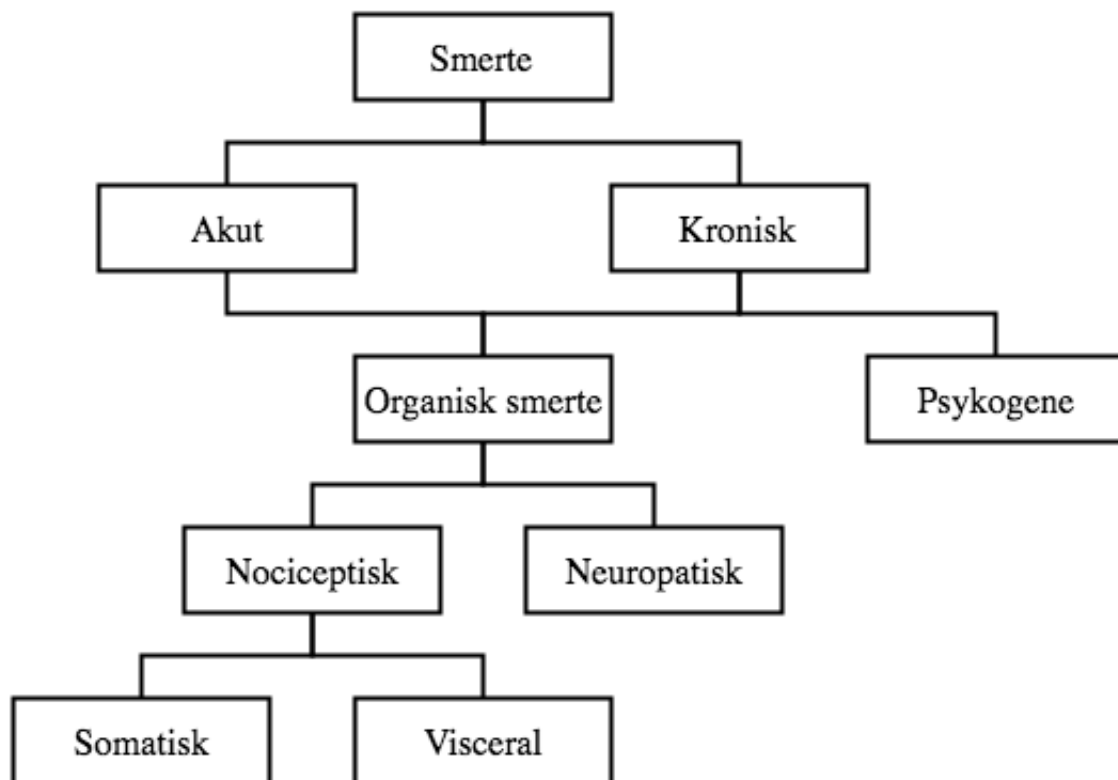 Smerte
Akut
Kronisk
Organisk smerte
Psykogene
Nociceptisk
Neuropatisk
Somatisk
Visceral